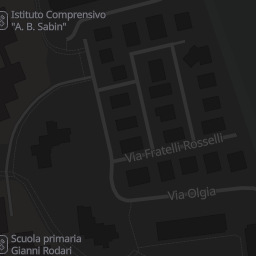 Istituto Comprensivo
"A. B. Sabin"
Via Fratelli Rosselli
Via Olgia
Scuola primaria
Gianni Rodari